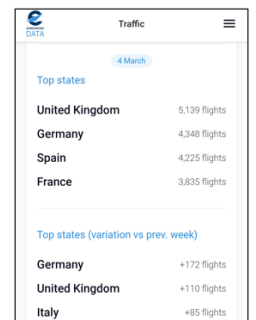 DATA
Traffic
4 March
Top states
United Kingdom 5,139 flights
Germany 4,348 flights
Spain 4,225 flights
France 3,835 flights
Top states (variation vs prev. week)
Germany +172 flights
United Kingdom +110 flights
Italy +85 flights